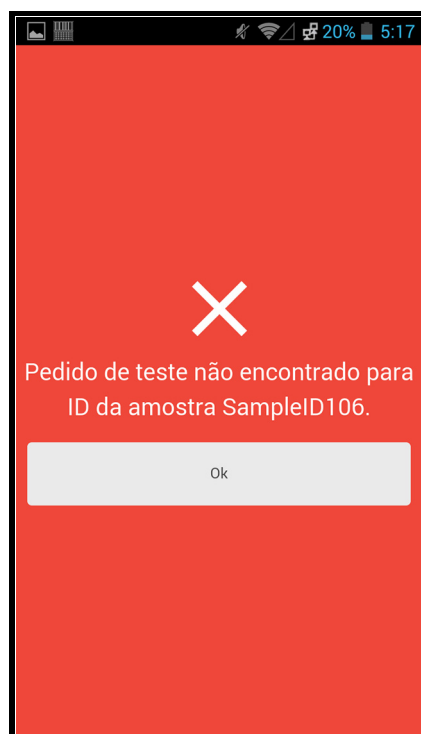 20% 5:17
Pedido de teste não encontrado para
ID da amostra SampleID106.
Ok